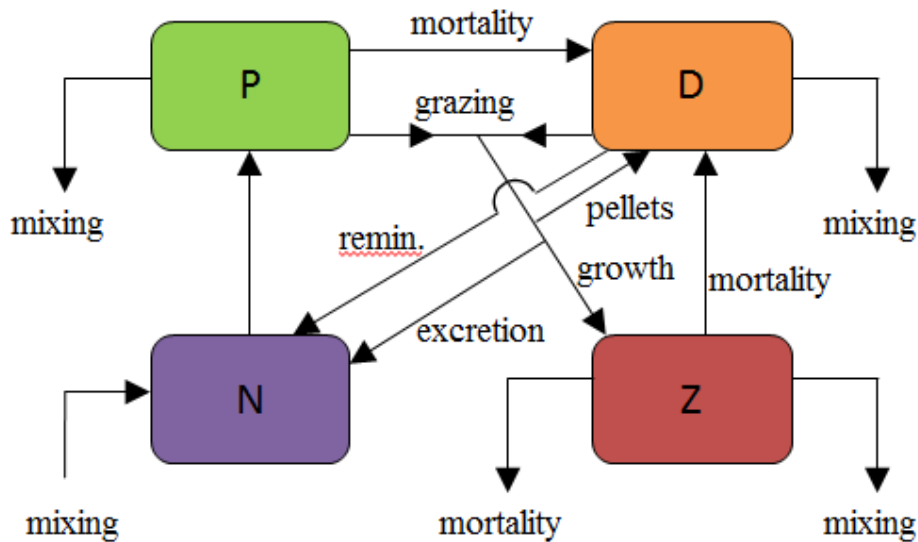 mortality
P
D
grazing
mixing
mixing
pellets
remin.
growth
mortality
excretion
N
Z
mixing
mortality
mixing